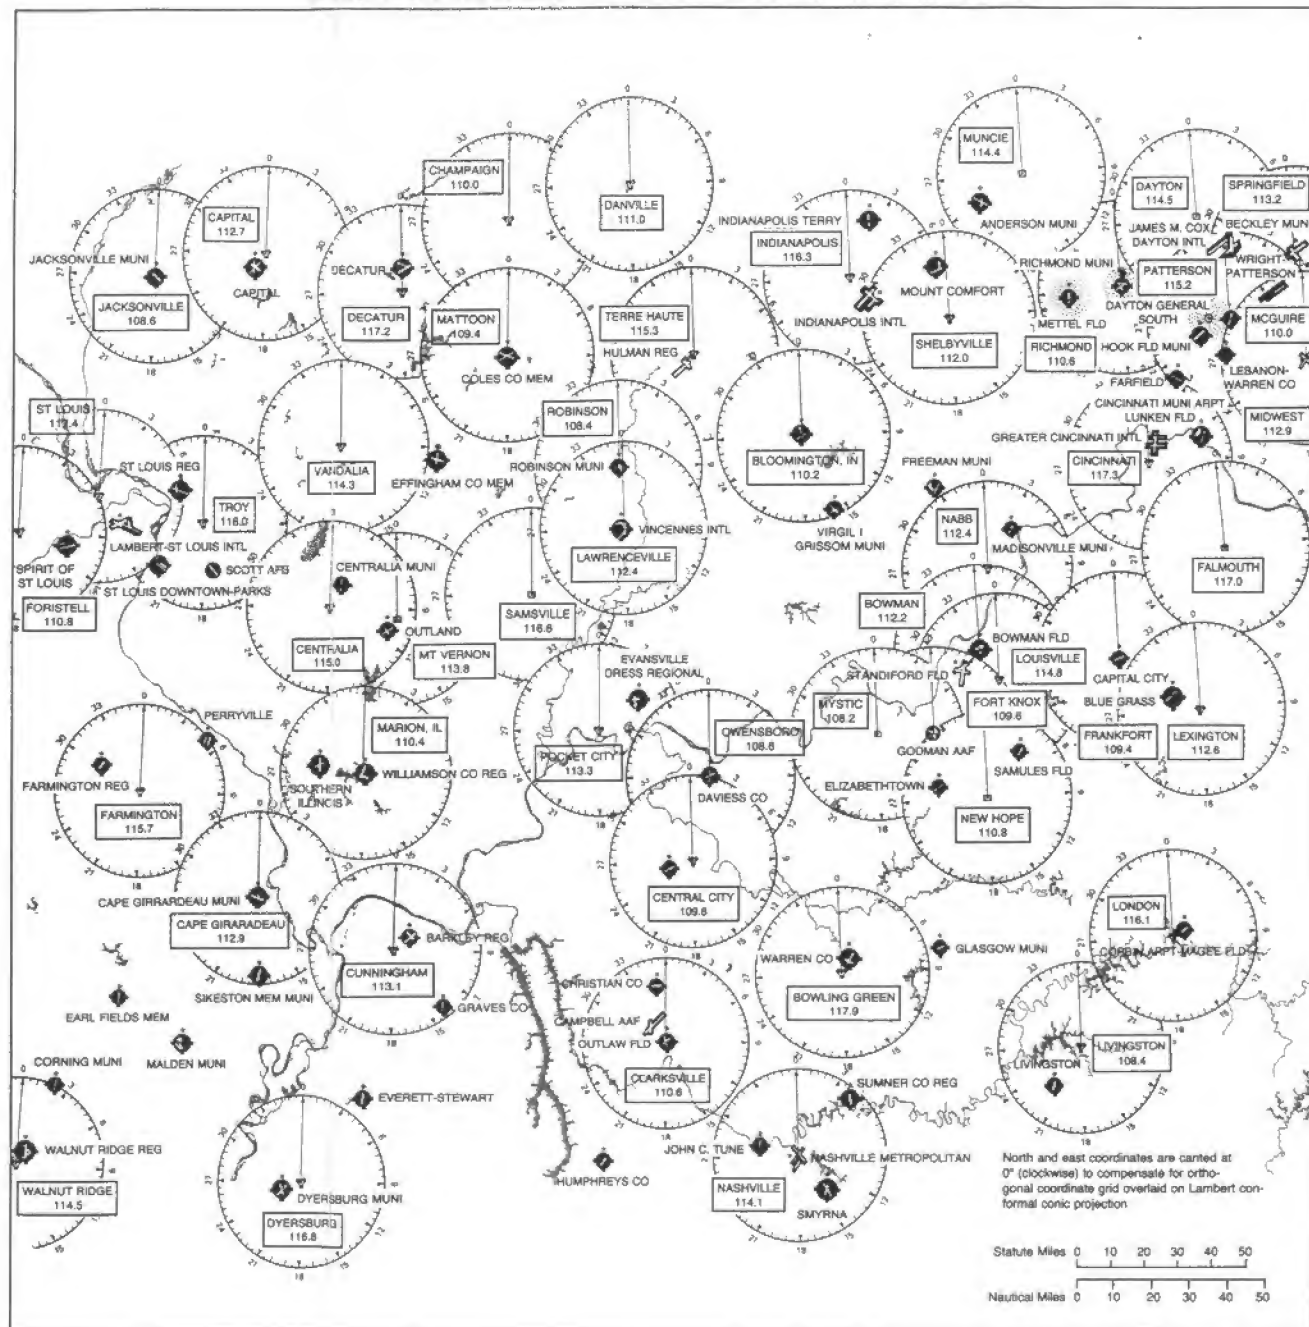 MUNCIE
114.4
CHAMPAIGN
110.0
DANVILLE
111.0
DAYTON
114.5
SPRINGFIELD
113.2
CAPITAL
112.7
INDIANAPOLIS TERRY
ANDERSON MUNI
JAMES M. COX
DAYTON INTL
BECKLEY MUNI
INDIANAPOLIS
116.3
JACKSONVILLE MUNI
DECATUR
RICHMOND MUNI
PATTERSON
115.2
WRIGHT-
PATTERSON
JACKSONVILLE
108.6
CAPITAL
DECATUR
117.2
MATTOON
109.4
TERRE HAUTE
115.3
INDIANAPOLIS INTL
MOUNT COMFORT
METTEL FLD
DAYTON GENERAL
SOUTH
MCGUIRE
110.0
HULMAN REG
SHELBYVILLE
112.0
RICHMOND
110.6
HOOK FLD MUNI
COLES CO MEM
FARFIELD
LEBANON-
WARREN CO
ST LOUIS
117.4
ROBINSON
108.4
CINCINNATI MUNI ARPT
LUNKEN FLD
MIDWEST
112.9
GREATER CINCINNATI INTL
ST LOUIS REG
VANDALIA
114.3
EFFINGHAM CO MEM
ROBINSON MUNI
BLOOMINGTON, IN
110.2
FREEMAN MUNI
CINCINNATI
117.3
TROY
116.0
VIRGIL I
GRISSOM MUNI
NABB
112.4
MADISONVILLE MUNI
LAMBERT-ST LOUIS INTL
VINCENNES INTL
SPIRIT OF
ST LOUIS
SCOTT AFB
CENTRALIA MUNI
LAWRENCEVILLE
112.4
FALMOUTH
117.0
ST LOUIS DOWNTOWN-PARKS
FORISTELL
110.8
SAMSVILLE
116.6
BOWMAN
112.2
OUTLAND
BOWMAN FLD
CENTRALIA
115.0
MT VERNON
113.8
EVANSVILLE
DRESS REGIONAL
STANDIFORD FLD
LOUISVILLE
114.8
CAPITAL CITY
PERRYVILLE
MARION, IL
110.4
MYSTIC
108.2
FORT KNOX
109.6
BLUE GRASS
OWENSBORO
108.6
FRANKFORT
109.4
LEXINGTON
112.6
POCKET CITY
113.3
GODMAN AAF
SAMULES FLD
FARMINGTON REG
WILLIAMSON CO REG
SOUTHERN
ILLINOIS
DAVIESS CO
ELIZABETHTOWN
FARMINGTON
115.7
NEW HOPE
110.8
CAPE GIRRARDEAU MUNI
CENTRAL CITY
109.6
LONDON
116.1
CAPE GIRARADEAU
112.9
BARKLEY REG
WARREN CO
GLASGOW MUNI
CORBIN ARPT-MAGEE FLD
CUNNINGHAM
113.1
SIKESTON MEM MUNI
CHRISTIAN CO
BOWLING GREEN
117.9
EARL FIELDS MEM
GRAVES CO
CAMPBELL AAF
MALDEN MUNI
OUTLAW FLD
LIVINGSTON
108.4
CORNING MUNI
LIVINGSTON
CLARKSVILLE
110.6
EVERETT-STEWART
SUMNER CO REG
WALNUT RIDGE REG
JOHN C. TUNE
NASHVILLE METROPOLITAN
HUMPHREYS CO
WALNUT RIDGE
114.5
DYERSBURG MUNI
NASHVILLE
114.1
SMYRNA
DYERSBURG
116.8
North and east coordinates are canted at
0° (clockwise) to compensate for ortho-
gonal coordinate grid overlaid on Lambert con-
formal conic projection
Statute Miles 0 10 20 30 40 50
Nautical Miles 0 10 20 30 40 50